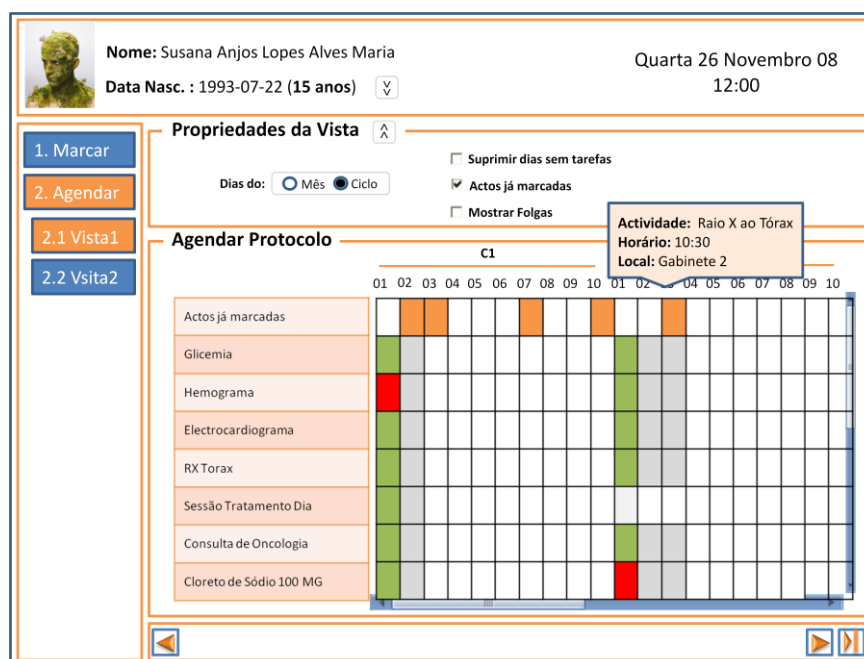 Nome: Susana Anjos Lopes Alves Maria
Data Nasc. : 1993-07-22 (15 anos)
Quarta 26 Novembro 08
12:00
1. Marcar
2. Agendar
2.1 Vista1
2.2 Vsita2
Propriedades da Vista
Dias do: Mês Ciclo
Suprimir dias sem tarefas
Actos já marcadas
Mostrar Folgas
Actividade: Raio X ao Tórax
Horário: 10:30
Local: Gabinete 2
Agendar Protocolo
C1
01 02 03 04 05 06 07 08 09 10 01 02 04 05 06 07 08 09 10
Actos já marcadas
Glicemia
Hemograma
Electrocardiograma
RX Torax
Sessão Tratamento Dia
Consulta de Oncologia
Cloreto de Sódio 100 MG